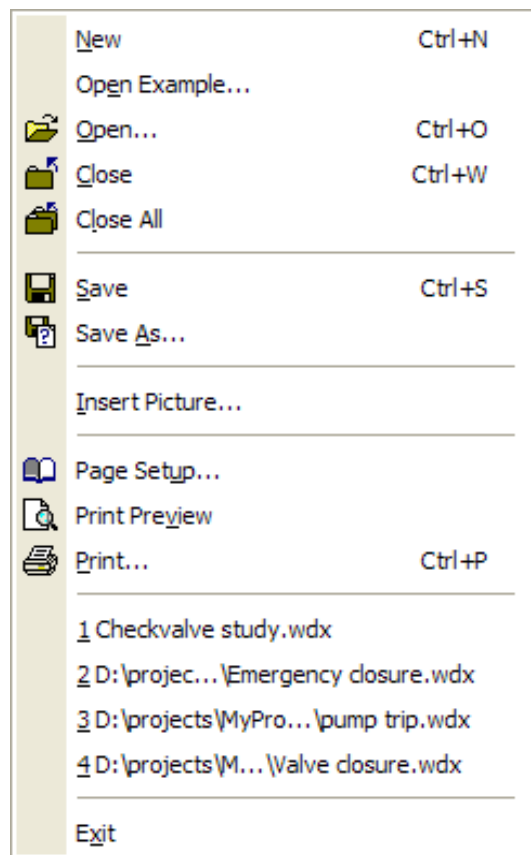 New Ctrl+N
Open Example...
Open... Ctrl+O
Close Ctrl+W
Close All
Save Ctrl+S
Save As...
Insert Picture...
Page Setup...
Print Preview
Print... Ctrl+P
1 Checkvalve study.wdx
2 D:\projec...\Emergency closure.wdx
3 D:\projects\MyPro...\pump trip.wdx
4 D:\projects\M...\Valve closure.wdx
Exit